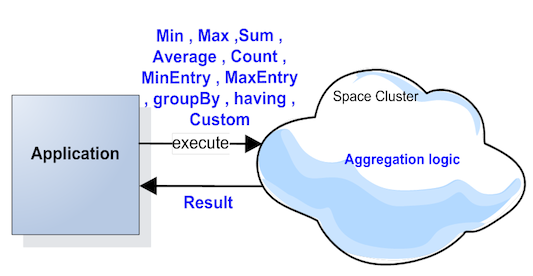 Min , Max ,Sum ,
Average , Count ,
MinEntry , MaxEntry
, groupBy , having ,
Custom
execute
Application
Result
Space Cluster
Aggregation logic